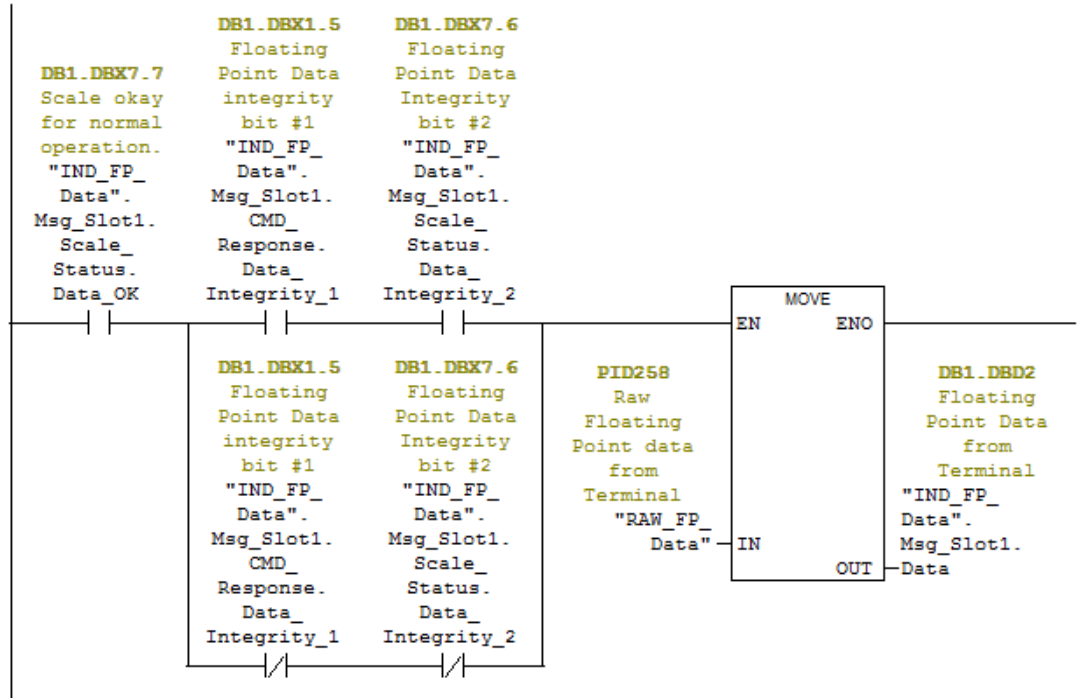 DB1.DBX7.7
Scale okay
for normal
operation.
"IND_FP_
Data".
Msg_Slot1.
Scale_
Status.
Data_OK
DB1.DBX1.5
Floating
Point Data
integrity
bit #1
"IND_FP_
Data".
Msg_Slot1.
CMD_
Response.
Data_
Integrity_1
DB1.DBX7.6
Floating
Point Data
Integrity
bit #2
"IND_FP_
Data".
Msg_Slot1.
Scale_
Status.
Data_
Integrity_2
DB1.DBX1.5
Floating
Point Data
integrity
bit #1
"IND_FP_
Data".
Msg_Slot1.
CMD_
Response.
Data_
Integrity_1
DB1.DBX7.6
Floating
Point Data
Integrity
bit #2
"IND_FP_
Data".
Msg_Slot1.
Scale_
Status.
Data_
Integrity_2
PID258
Raw
Floating
Point data
from
Terminal
"RAW_FP_
Data"
MOVE
EN ENO
IN
OUT
DB1.DBD2
Floating
Point Data
from
Terminal
"IND_FP_
Data".
Msg_Slot1.
Data